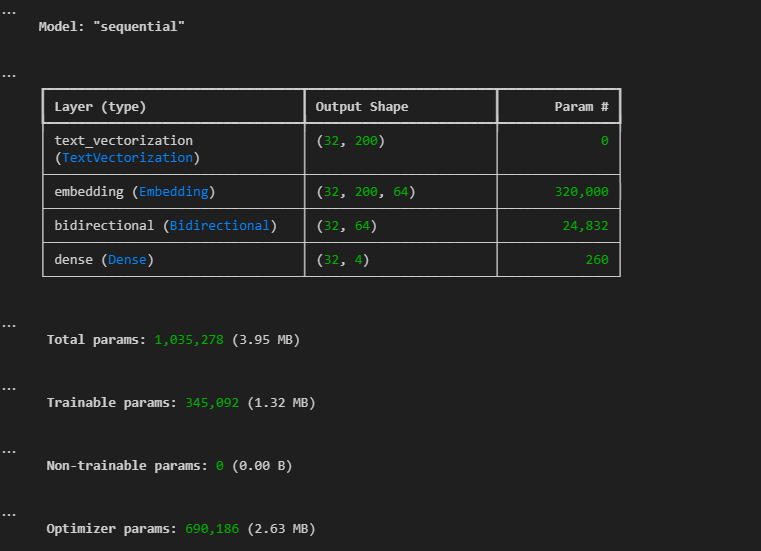 ...
Model: "sequential"
...
Layer (type) Output Shape Param #
text_vectorization (32, 200) 0
(TextVectorization)
embedding (Embedding) (32, 200, 64) 320,000
bidirectional (Bidirectional) (32, 64) 24,832
dense (Dense) (32, 4) 260
...
Total params: 1,035,278 (3.95 MB)
...
Trainable params: 345,092 (1.32 MB)
...
Non-trainable params: 0 (0.00 B)
...
Optimizer params: 690,186 (2.63 MB)